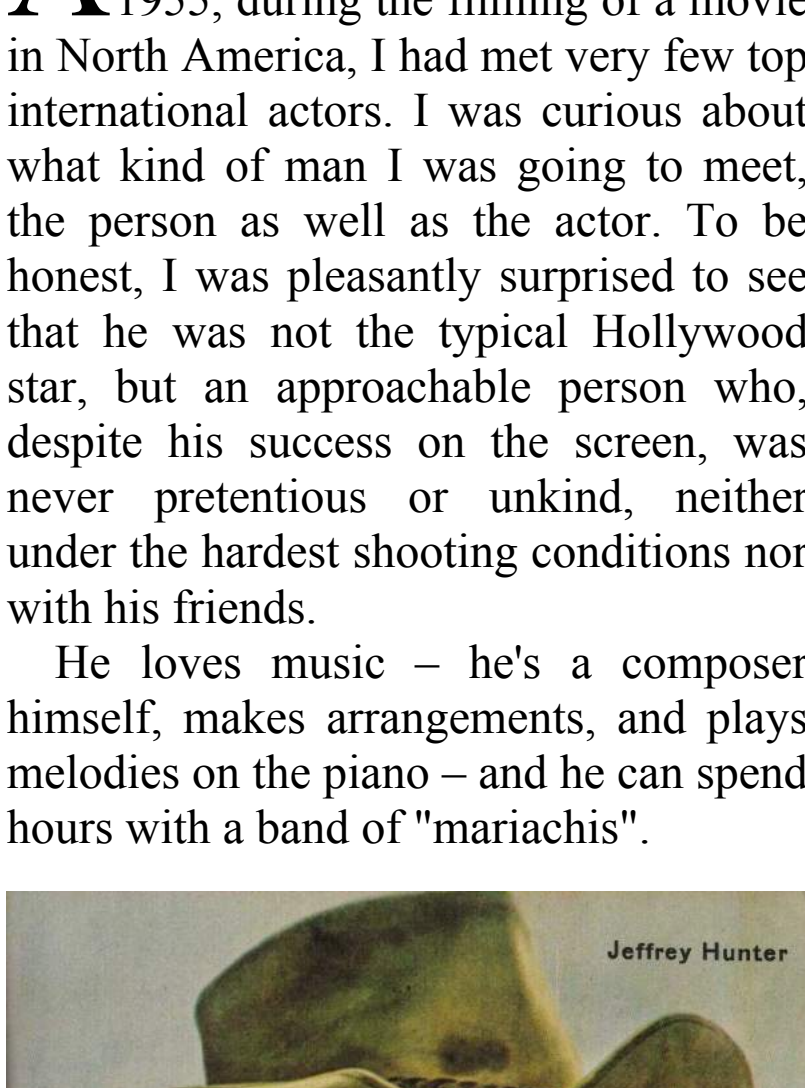 A 1955, during the filming of a movie
in North America, I had met very few top
international actors. I was curious about
what kind of man I was going to meet,
the person as well as the actor. To be
honest, I was pleasantly surprised to see
that he was not the typical Hollywood
star, but an approachable person who,
despite his success on the screen, was
never pretentious or unkind, neither
under the hardest shooting conditions nor
with his friends.
He loves music – he's a composer
himself, makes arrangements, and plays
melodies on the piano – and he can spend
hours with a band of "mariachis".
Jeffrey Hunter